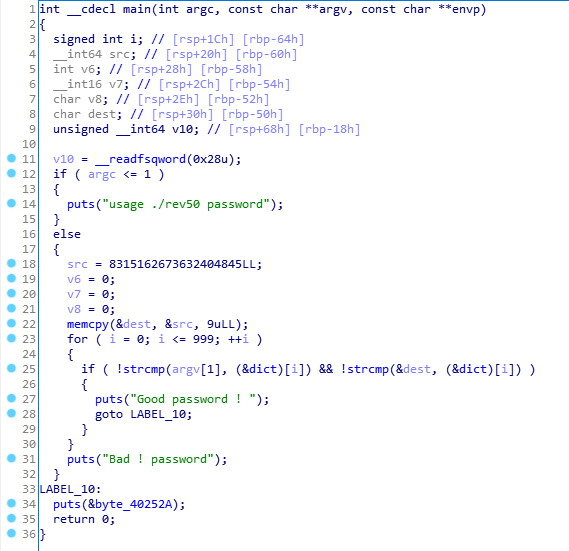 1 int __cdecl main(int argc, const char **argv, const char **envp)
2 {
3 signed int i; // [rsp+1Ch] [rbp-64h]
4 __int64 src; // [rsp+20h] [rbp-60h]
5 int v6; // [rsp+28h] [rbp-58h]
6 __int16 v7; // [rsp+2Ch] [rbp-54h]
7 char v8; // [rsp+2Eh] [rbp-52h]
8 char dest; // [rsp+30h] [rbp-50h]
9 unsigned __int64 v10; // [rsp+68h] [rbp-18h]
10
11 v10 = __readfsqword(0x28u);
12 if ( argc <= 1 )
13 {
14 puts("usage ./rev50 password");
15 }
16 else
17 {
18 src = 8315162673632404845LL;
19 v6 = 0;
20 v7 = 0;
21 v8 = 0;
22 memcpy(&dest, &src, 9uLL);
23 for ( i = 0; i <= 999; ++i )
24 {
25 if ( !strcmp(argv[1], (&dict)[i]) && !strcmp(&dest, (&dict)[i]) )
26 {
27 puts("Good password ! ");
28 goto LABEL_10;
29 }
30 }
31 puts("Bad ! password");
32 }
33 LABEL_10:
34 puts(&byte_40252A);
35 return 0;
36 }